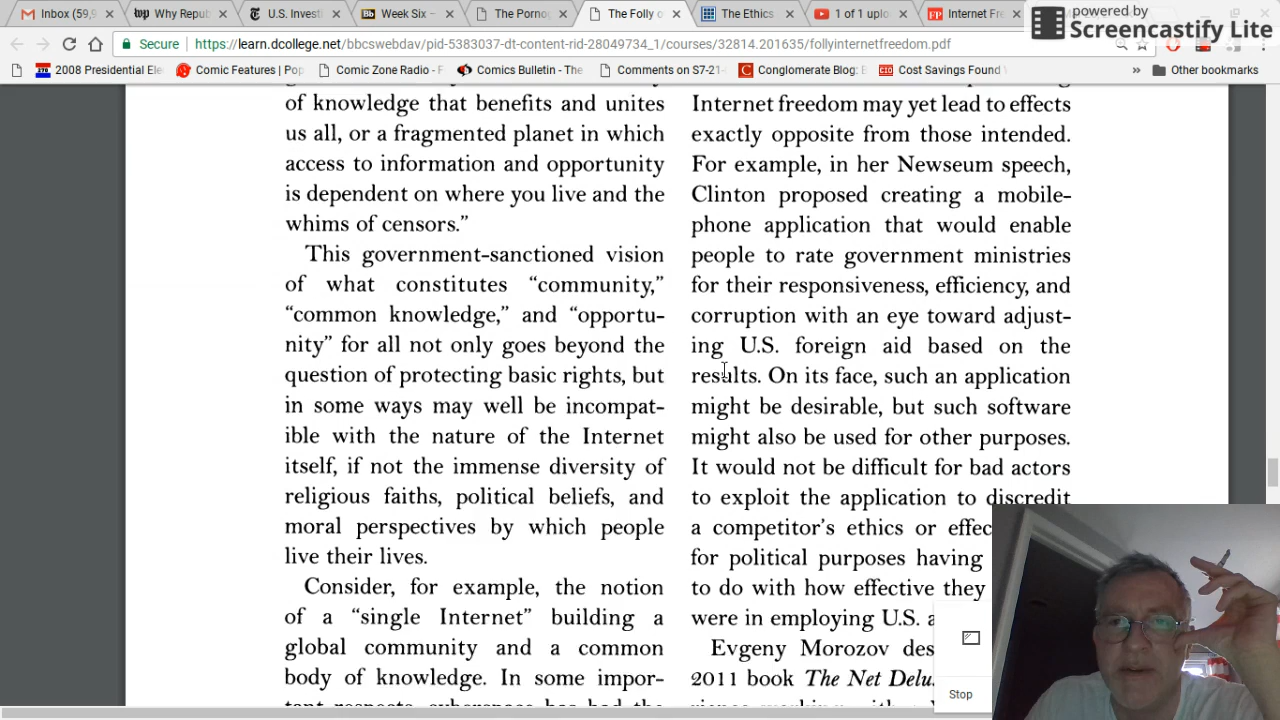 Inbox (59,9
Why Repub
U.S. Investi
Week Six –
The Pornog
The Folly o
The Ethics
1 of 1 uplo
Internet Fre
powered by
Screencastify Lite
Secure
https://learn.dcollege.net/bbcswebdav/pid-5383037-dt-content-rid-28049734_1/courses/32814.201635/follyinternetfreedom.pdf
2008 Presidential Ele
Comic Features | Pop
Comic Zone Radio - F
Comics Bulletin - The
Comments on S7-21-
Conglomerate Blog:
Cost Savings Found
»
Other bookmarks
of knowledge that benefits and unites
us all, or a fragmented planet in which
access to information and opportunity
is dependent on where you live and the
whims of censors.”
This government-sanctioned vision
of what constitutes “community,”
“common knowledge,” and “opportu-
nity” for all not only goes beyond the
question of protecting basic rights, but
in some ways may well be incompat-
ible with the nature of the Internet
itself, if not the immense diversity of
religious faiths, political beliefs, and
moral perspectives by which people
live their lives.
Consider, for example, the notion
of a “single Internet” building a
global community and a common
body of knowledge. In some impor-
tant respects, cyberspace has had the
Internet freedom may yet lead to effects
exactly opposite from those intended.
For example, in her Newseum speech,
Clinton proposed creating a mobile-
phone application that would enable
people to rate government ministries
for their responsiveness, efficiency, and
corruption with an eye toward adjust-
ing U.S. foreign aid based on the
results. On its face, such an application
might be desirable, but such software
might also be used for other purposes.
It would not be difficult for bad actors
to exploit the application to discredit
a competitor’s ethics or effec
for political purposes having
to do with how effective they
were in employing U.S. a
Evgeny Morozov des
2011 book The Net Delu
Stop